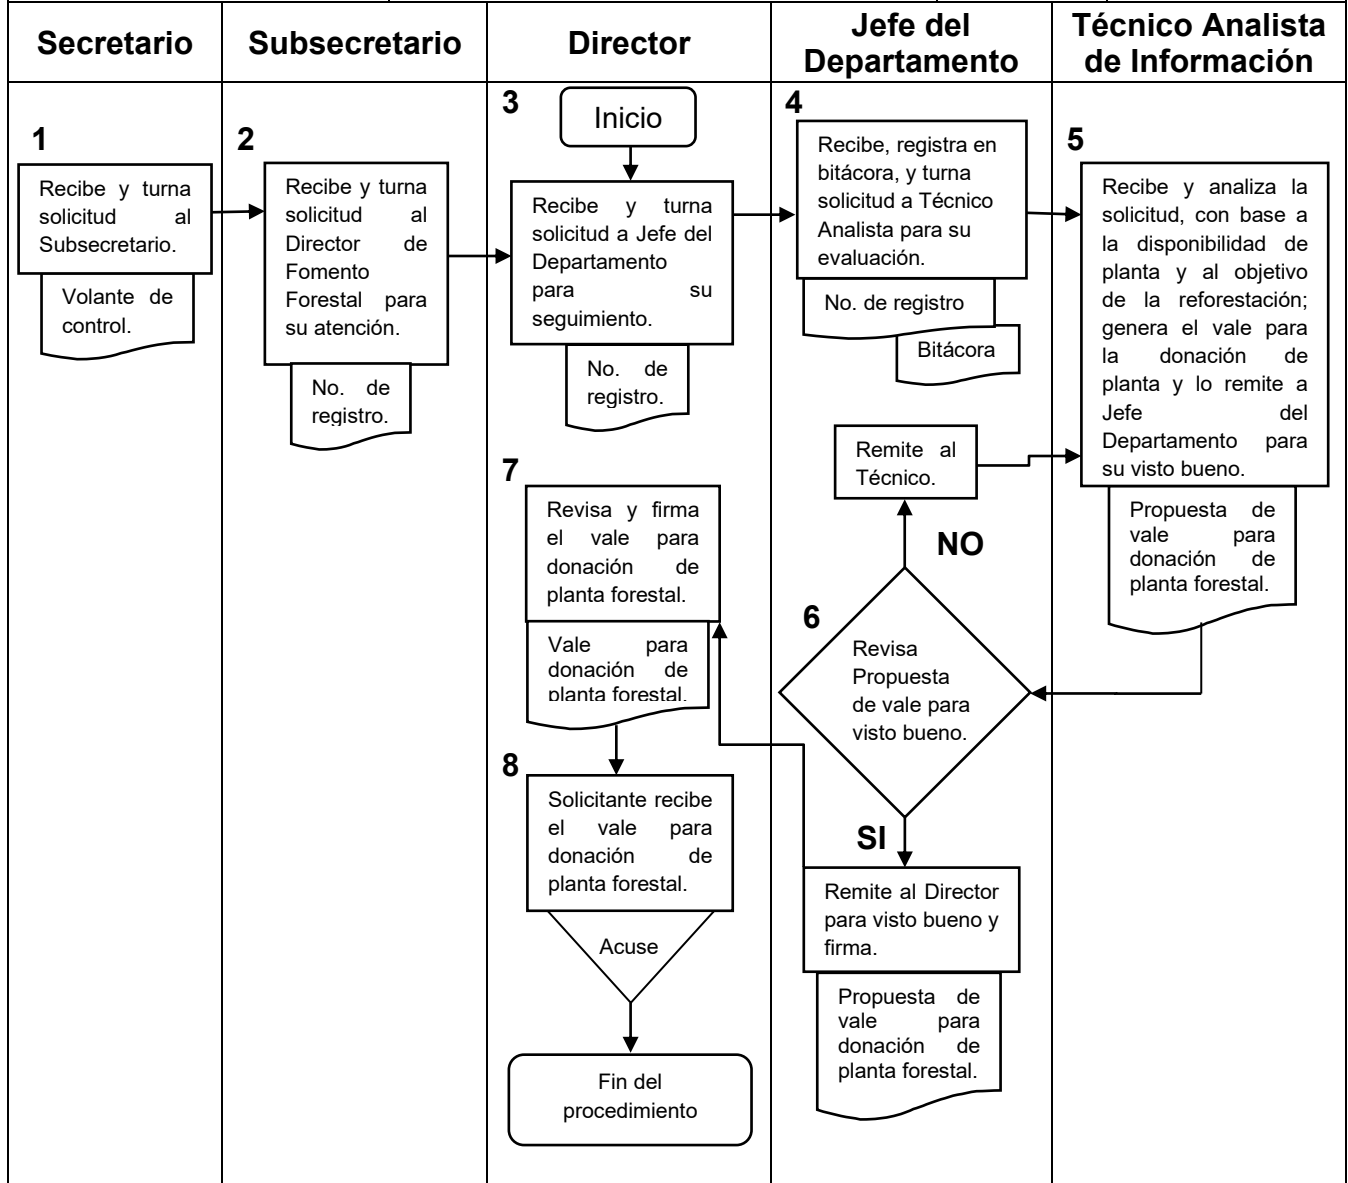 Secretario
Subsecretario
Director
Jefe del
Departamento
Técnico Analista
de Información
1
Recibe y turna
solicitud al
Subsecretario.
Volante de
control.
2
Recibe y turna
solicitud al
Director de
Fomento
Forestal para
su atención.
No. de
registro.
3
Inicio
Recibe y turna
solicitud a Jefe del
Departamento
para su
seguimiento.
No. de
registro.
4
Recibe, registra en
bitácora, y turna
solicitud a Técnico
Analista para su
evaluación.
No. de registro
Bitácora
5
Recibe y analiza la
solicitud, con base a
la disponibilidad de
planta y al objetivo
de la reforestación;
genera el vale para
la donación de
planta y lo remite a
Jefe del
Departamento para
su visto bueno.
Propuesta de
vale para
donación de
planta forestal.
Remite al
Técnico.
NO
6
Revisa
Propuesta
de vale para
visto bueno.
SI
Remite al Director
para visto bueno y
firma.
Propuesta de
vale para
donación de
planta forestal.
7
Revisa y firma
el vale para
donación de
planta forestal.
Vale para
donación de
planta forestal.
8
Solicitante recibe
el vale para
donación de
planta forestal.
Acuse
Fin del
procedimiento